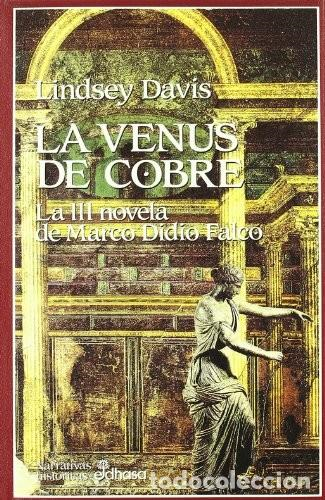 Lindsey Davis
LA VENUS
DE COBRE
La III novela
de Marco Didio Falco
Narrativas
históricas edhasa
todocoleccion